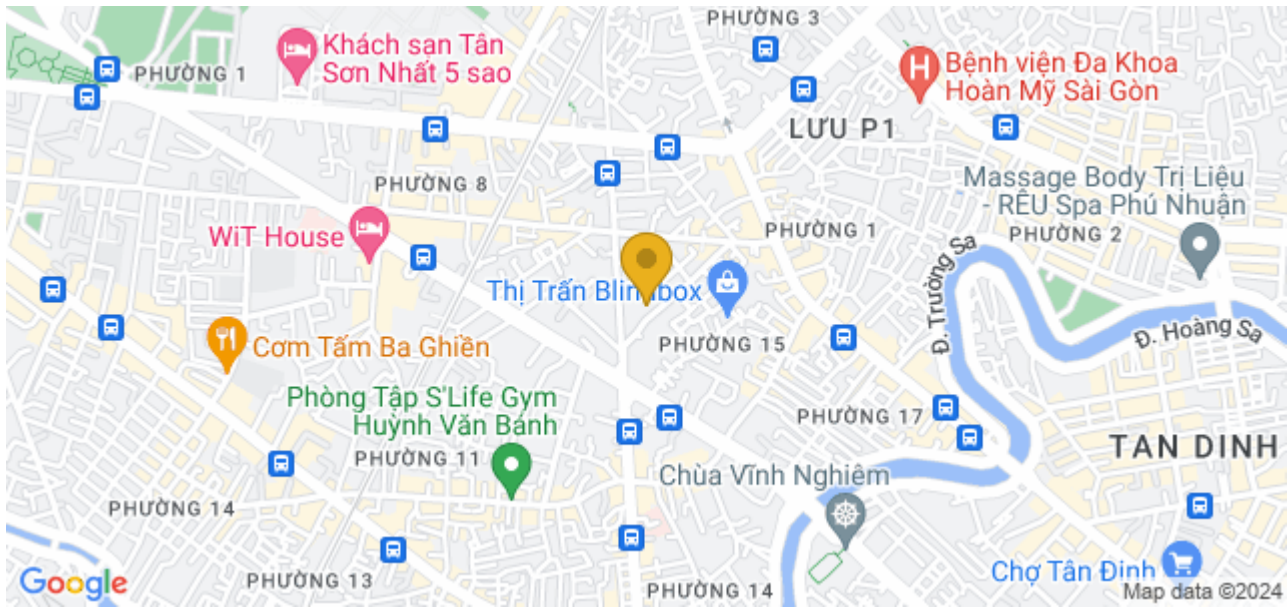 PHƯỜNG 3
Khách sạn Tân
Sơn Nhất 5 sao
PHƯỜNG 1
Bệnh viện Đa Khoa
Hoàn Mỹ Sài Gòn
LƯU P1
PHƯỜNG 8
Massage Body Trị Liệu
- RÊU Spa Phú Nhuận
WiT House
PHƯỜNG 1
PHƯỜNG 2
Đ. Trường Sa
Thị Trấn Blindbox
Đ. Hoàng Sa
Cơm Tấm Ba Ghiền
PHƯỜNG 15
Phòng Tập S'Life Gym
Huỳnh Văn Bánh
PHƯỜNG 17
PHƯỜNG 11
TAN DINH
Chùa Vĩnh Nghiêm
PHƯỜNG 14
Chợ Tân Định
Google
PHƯỜNG 13
PHƯỜNG 14
Map data ©2024